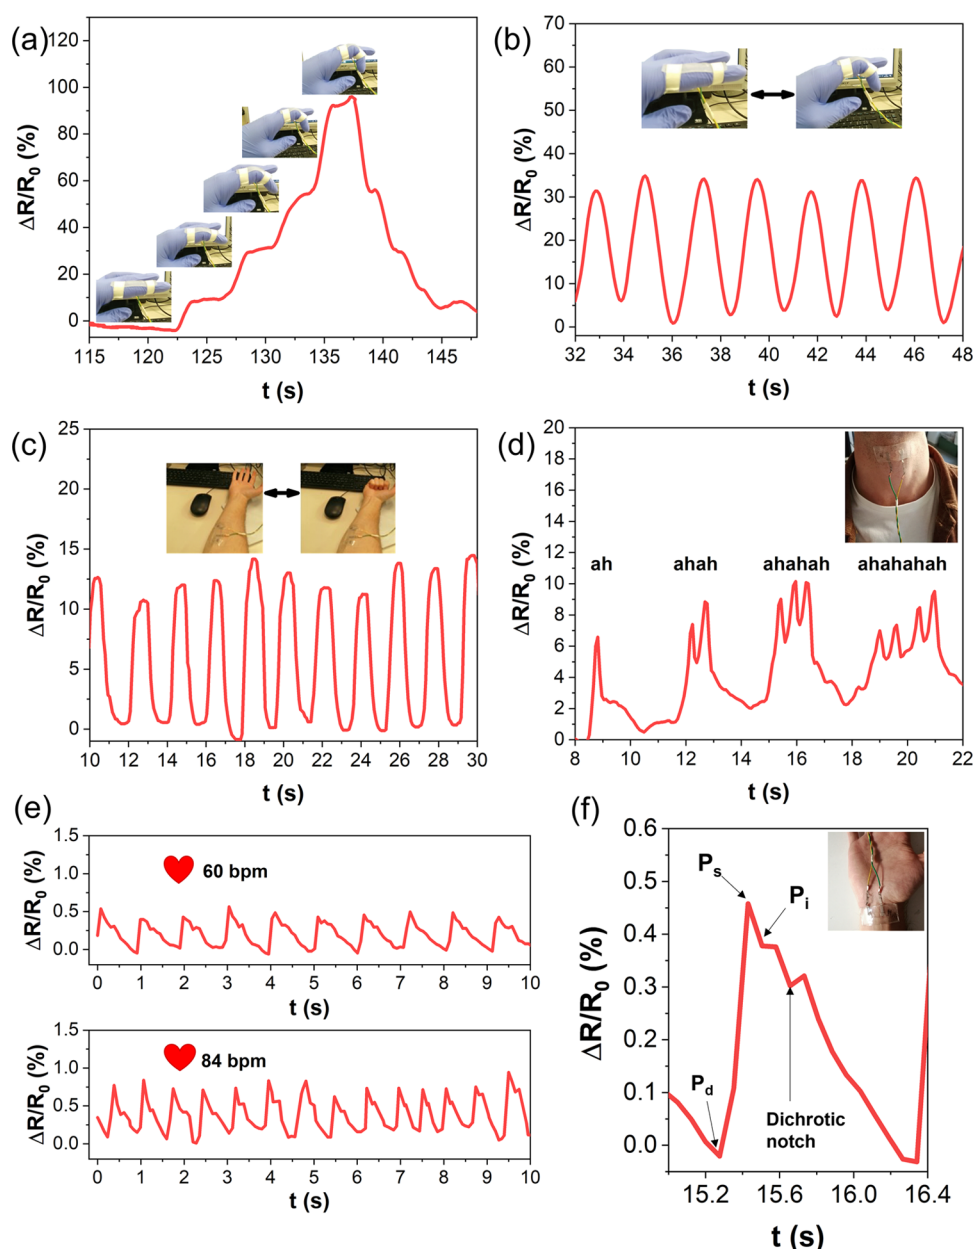 (a)
120
100
80
60
40
20
0
ΔR/R0 (%)
115 120 125 130 135 140 145
t (s)
(b)
70
60
50
40
30
20
10
0
ΔR/R0 (%)
32 34 36 38 40 42 44 46 48
t (s)
(c)
25
20
15
10
5
0
ΔR/R0 (%)
10 12 14 16 18 20 22 24 26 28 30
t (s)
(d)
20
18
16
14
12
10
8
6
4
2
0
ΔR/R0 (%)
ah ahah ahahah ahahahah
8 10 12 14 16 18 20 22
t (s)
(e)
1.5
1.0
0.5
0.0
ΔR/R0 (%)
60 bpm
0 1 2 3 4 5 6 7 8 9 10
t (s)
1.5
1.0
0.5
0.0
ΔR/R0 (%)
84 bpm
0 1 2 3 4 5 6 7 8 9 10
t (s)
(f)
0.6
0.5
0.4
0.3
0.2
0.1
0.0
ΔR/R0 (%)
Ps
Pi
Pd
Dichrotic
notch
15.2 15.6 16.0 16.4
t (s)